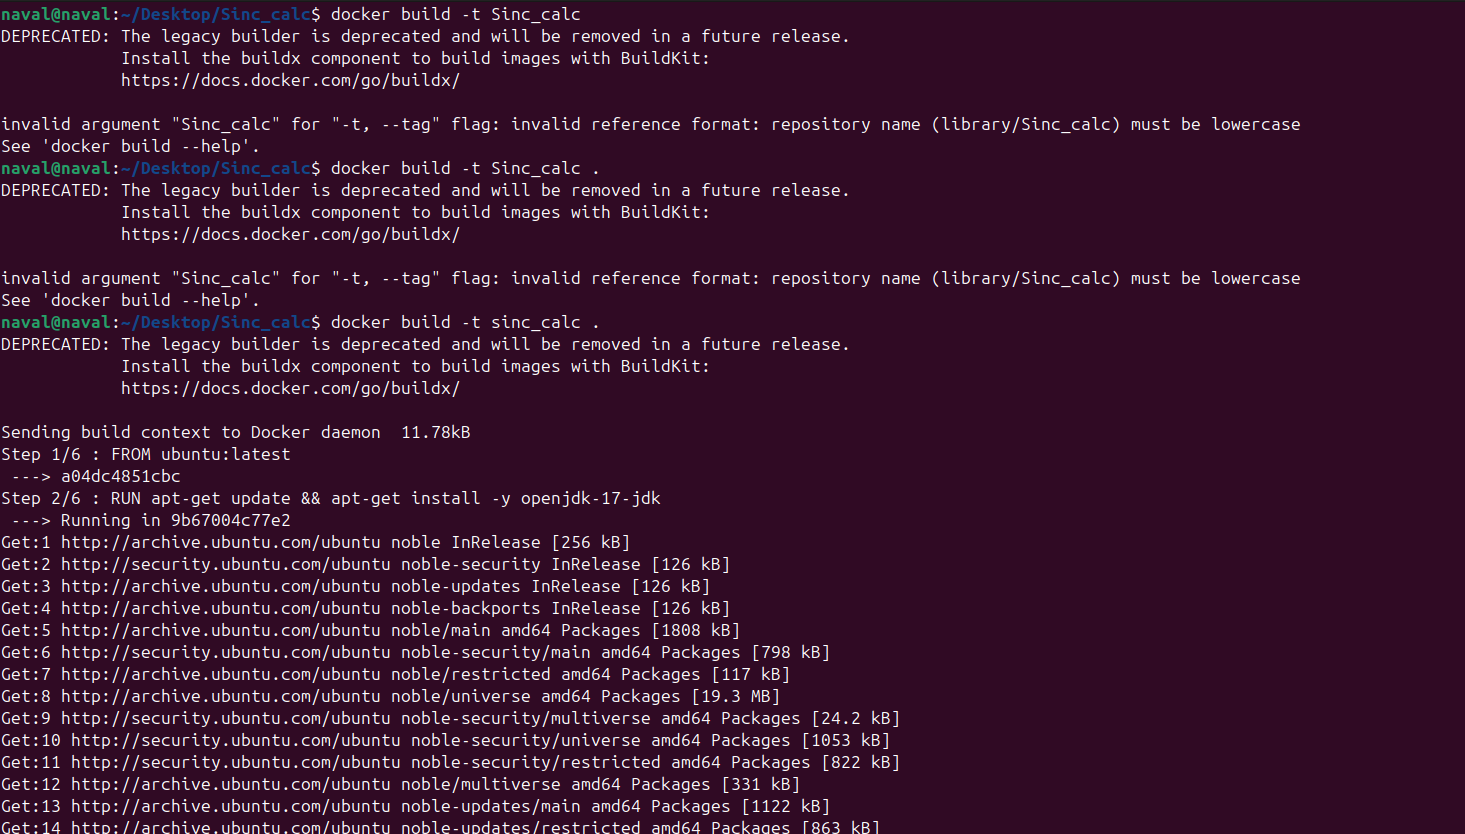 naval@naval:~/Desktop/Sinc_calc$ docker build -t Sinc_calc
DEPRECATED: The legacy builder is deprecated and will be removed in a future release.
            Install the buildx component to build images with BuildKit:
            https://docs.docker.com/go/buildx/

invalid argument "Sinc_calc" for "-t, --tag" flag: invalid reference format: repository name (library/Sinc_calc) must be lowercase
See 'docker build --help'.
naval@naval:~/Desktop/Sinc_calc$ docker build -t Sinc_calc .
DEPRECATED: The legacy builder is deprecated and will be removed in a future release.
            Install the buildx component to build images with BuildKit:
            https://docs.docker.com/go/buildx/

invalid argument "Sinc_calc" for "-t, --tag" flag: invalid reference format: repository name (library/Sinc_calc) must be lowercase
See 'docker build --help'.
naval@naval:~/Desktop/Sinc_calc$ docker build -t sinc_calc .
DEPRECATED: The legacy builder is deprecated and will be removed in a future release.
            Install the buildx component to build images with BuildKit:
            https://docs.docker.com/go/buildx/

Sending build context to Docker daemon  11.78kB
Step 1/6 : FROM ubuntu:latest
 ---> a04dc4851cbc
Step 2/6 : RUN apt-get update && apt-get install -y openjdk-17-jdk
 ---> Running in 9b67004c77e2
Get:1 http://archive.ubuntu.com/ubuntu noble InRelease [256 kB]
Get:2 http://security.ubuntu.com/ubuntu noble-security InRelease [126 kB]
Get:3 http://archive.ubuntu.com/ubuntu noble-updates InRelease [126 kB]
Get:4 http://archive.ubuntu.com/ubuntu noble-backports InRelease [126 kB]
Get:5 http://archive.ubuntu.com/ubuntu noble/main amd64 Packages [1808 kB]
Get:6 http://security.ubuntu.com/ubuntu noble-security/main amd64 Packages [798 kB]
Get:7 http://archive.ubuntu.com/ubuntu noble/restricted amd64 Packages [117 kB]
Get:8 http://archive.ubuntu.com/ubuntu noble/universe amd64 Packages [19.3 MB]
Get:9 http://security.ubuntu.com/ubuntu noble-security/multiverse amd64 Packages [24.2 kB]
Get:10 http://security.ubuntu.com/ubuntu noble-security/universe amd64 Packages [1053 kB]
Get:11 http://security.ubuntu.com/ubuntu noble-security/restricted amd64 Packages [822 kB]
Get:12 http://archive.ubuntu.com/ubuntu noble/multiverse amd64 Packages [331 kB]
Get:13 http://archive.ubuntu.com/ubuntu noble-updates/main amd64 Packages [1122 kB]
Get:14 http://archive.ubuntu.com/ubuntu noble-updates/restricted amd64 Packages [863 kB]